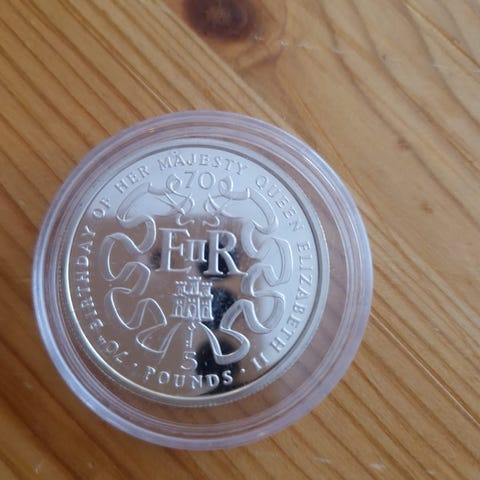 70TH BIRTHDAY OF HER MAJESTY QUEEN ELIZABETH II
70
EIIR
5
· POUNDS ·